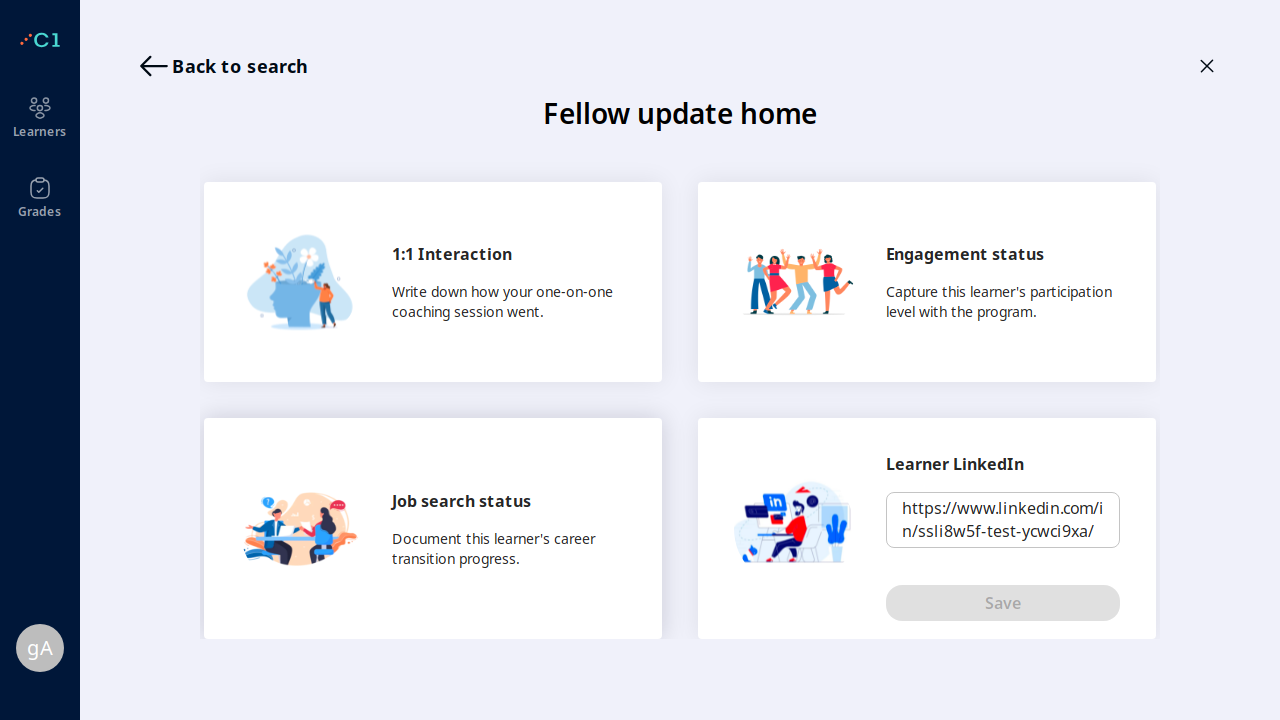 C1
Learners
Grades
gA
Back to search
Fellow update home
1:1 Interaction
Write down how your one-on-one
coaching session went.
Engagement status
Capture this learner's participation
level with the program.
Job search status
Document this learner's career
transition progress.
Learner LinkedIn
in
https://www.linkedin.com/i
n/ssli8w5f-test-ycwci9xa/
Save